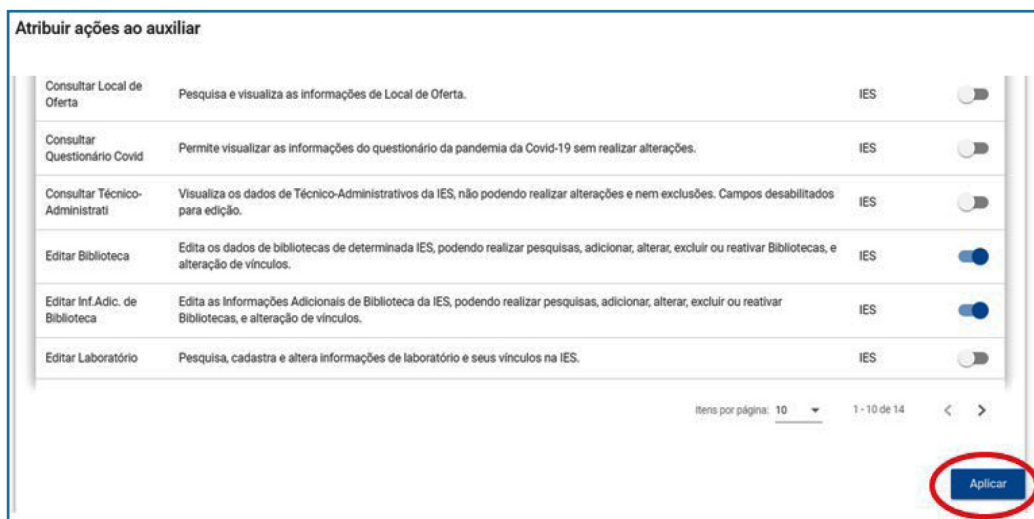 Atribuir ações ao auxiliar
Consultar Local de
Oferta
Pesquisa e visualiza as informações de Local de Oferta.
IES
Consultar
Questionário Covid
Permite visualizar as informações do questionário da pandemia da Covid-19 sem realizar alterações.
IES
Consultar Técnico-
Administrati
Visualiza os dados de Técnico-Administrativos da IES, não podendo realizar alterações e nem exclusões. Campos desabilitados
para edição.
IES
Editar Biblioteca
Edita os dados de bibliotecas de determinada IES, podendo realizar pesquisas, adicionar, alterar, excluir ou reativar Bibliotecas, e
alteração de vínculos.
IES
Editar Inf.Adic. de
Biblioteca
Edita as Informações Adicionais de Biblioteca da IES, podendo realizar pesquisas, adicionar, alterar, excluir ou reativar
Bibliotecas, e alteração de vínculos.
IES
Editar Laboratório
Pesquisa, cadastra e altera informações de laboratório e seus vínculos na IES.
IES
Itens por página: 10
1 - 10 de 14
Aplicar